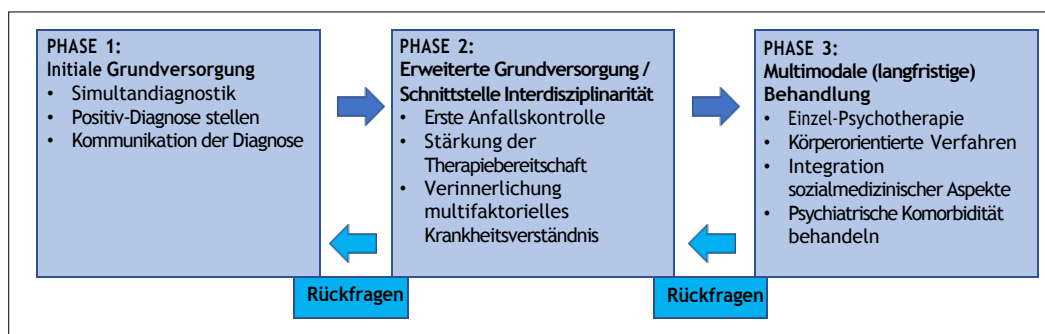 PHASE 1:
Initiale Grundversorgung
• Simultandiagnostik
• Positiv-Diagnose stellen
• Kommunikation der Diagnose
PHASE 2:
Erweiterte Grundversorgung /
Schnittstelle Interdisziplinarität
• Erste Anfallskontrolle
• Stärkung der
Therapiebereitschaft
• Verinnerlichung
multifaktorielles
Krankheitsverständnis
PHASE 3:
Multimodale (langfristige)
Behandlung
• Einzel-Psychotherapie
• Körperorientierte Verfahren
• Integration
sozialmedizinischer Aspekte
• Psychiatrische Komorbidität
behandeln
Rückfragen
Rückfragen